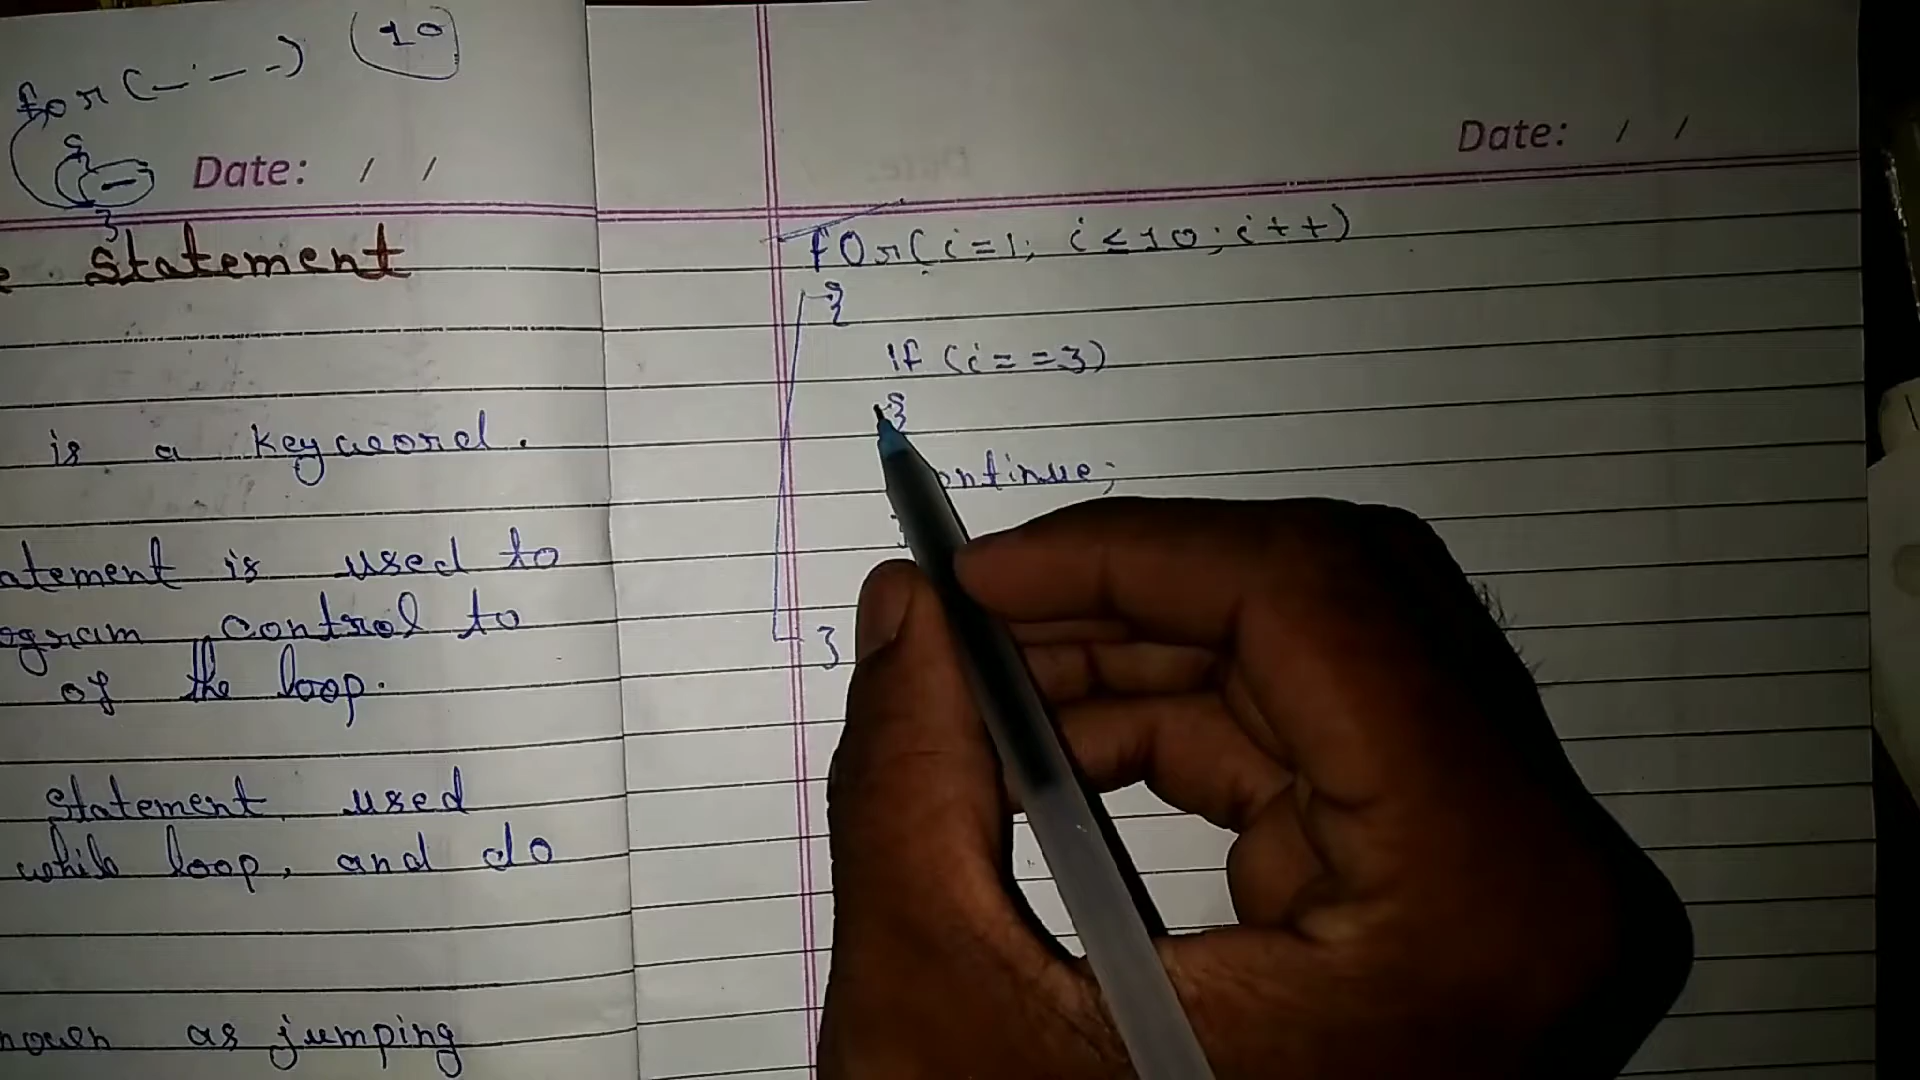 for(- - - -) 10
Date: / /
Statement
is a keyword.
atement is used to
ogram control to
of the loop.
Statement used
while loop, and do
as jumping
Date: / /
for(i=1; i≤10; i++)
{
if (i==3)
{
ontinue;
}
}